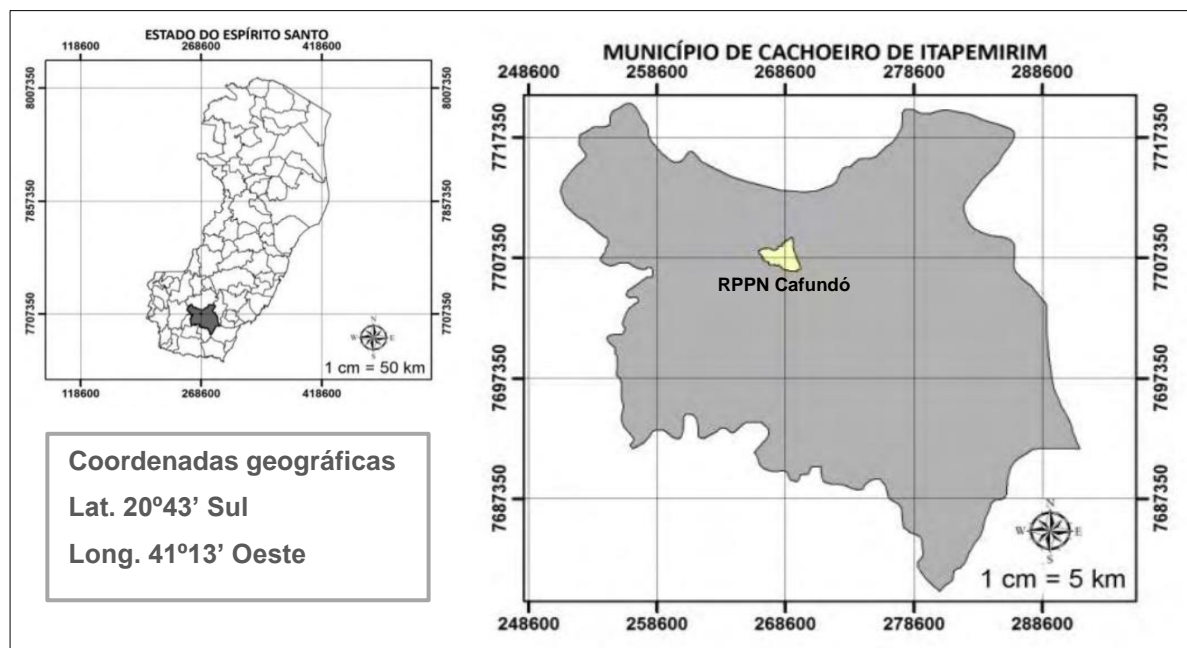 ESTADO DO ESPÍRITO SANTO
118600 268600 418600
8007350 8007350
7857350 7857350
7707350 7707350
N
W E
S
1 cm = 50 km
118600 268600 418600
Coordenadas geográficas
Lat. 20º43’ Sul
Long. 41º13’ Oeste
MUNICÍPIO DE CACHOEIRO DE ITAPEMIRIM
248600 258600 268600 278600 288600
7717350 7717350
7707350 7707350
RPPN Cafundó
7697350 7697350
7687350 7687350
N
W E
S
1 cm = 5 km
248600 258600 268600 278600 288600